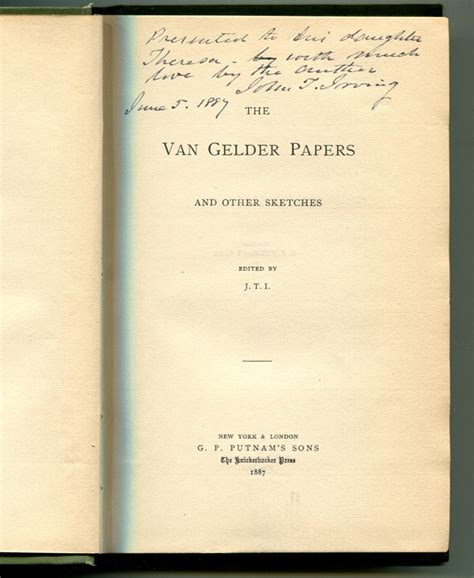 Presented to his daughter
Theresa - by with much
love by the author
John T. Irving
June 5. 1887
THE
VAN GELDER PAPERS
AND OTHER SKETCHES
EDITED BY
J. T. I.
NEW YORK & LONDON
G. P. PUTNAM'S SONS
The Knickerbocker Press
1887